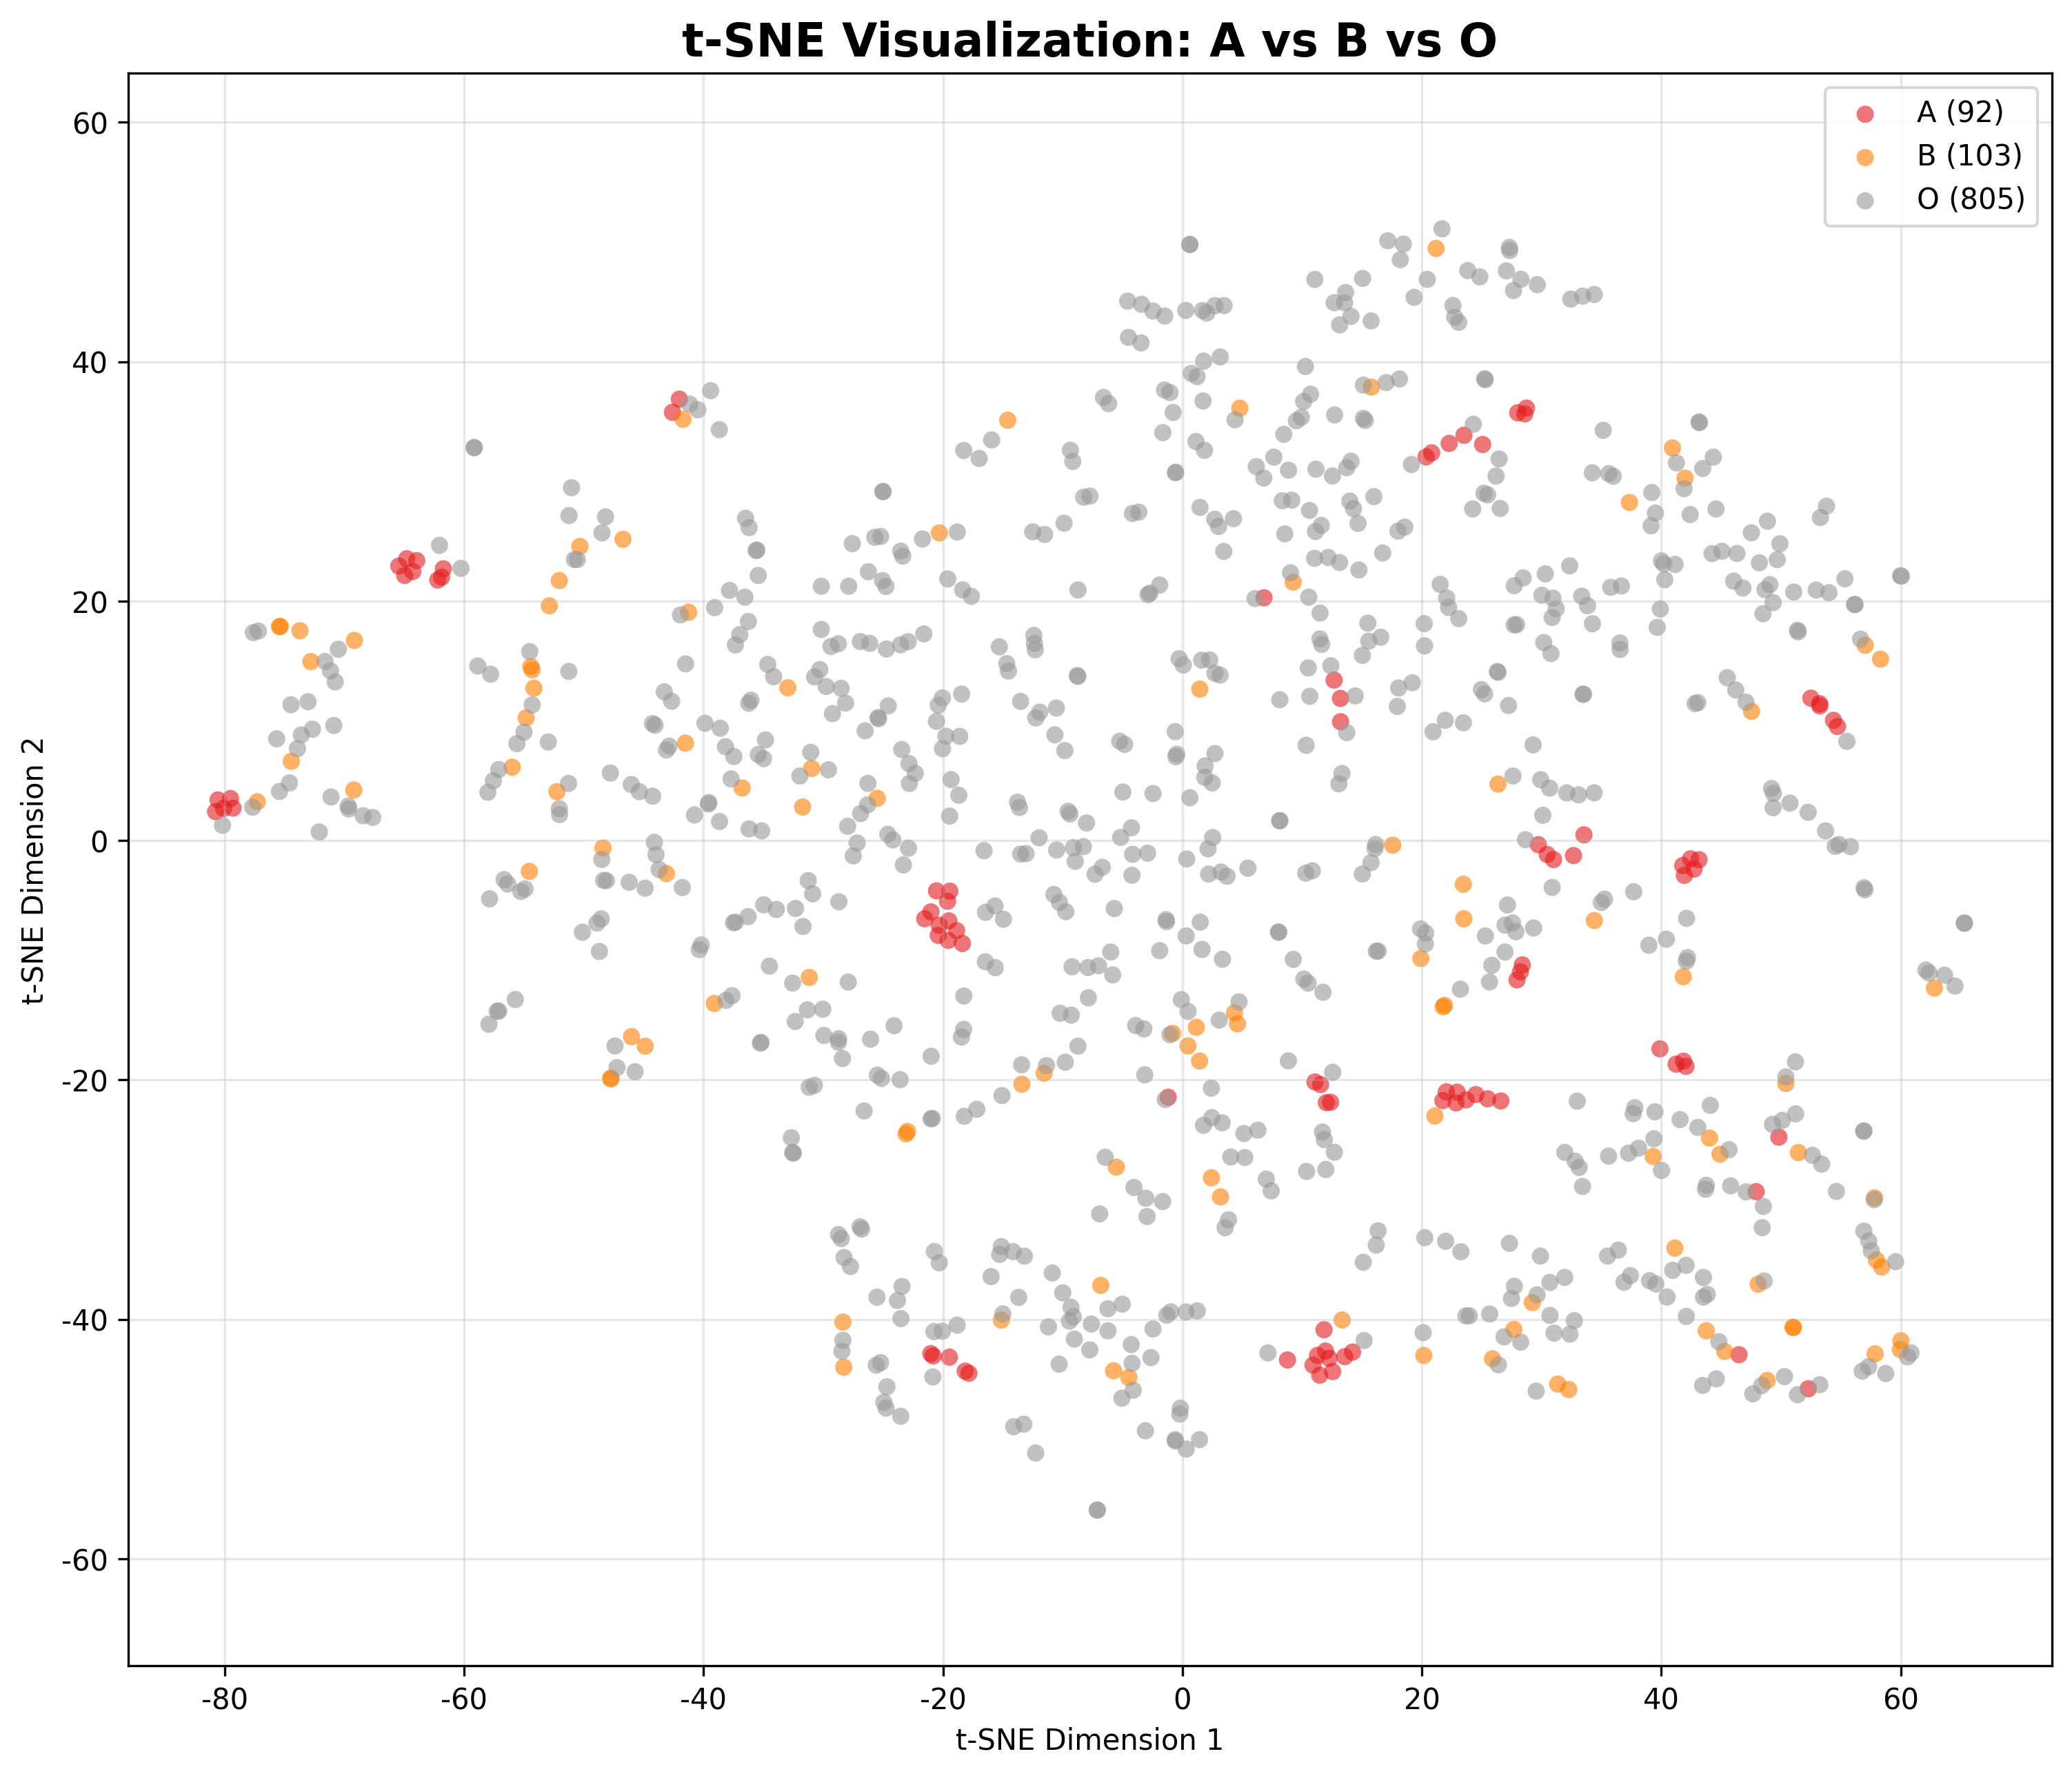 t-SNE Visualization: A vs B vs O
A (92)
B (103)
O (805)
t-SNE Dimension 2
60
40
20
0
-20
-40
-60
-80 -60 -40 -20 0 20 40 60
t-SNE Dimension 1